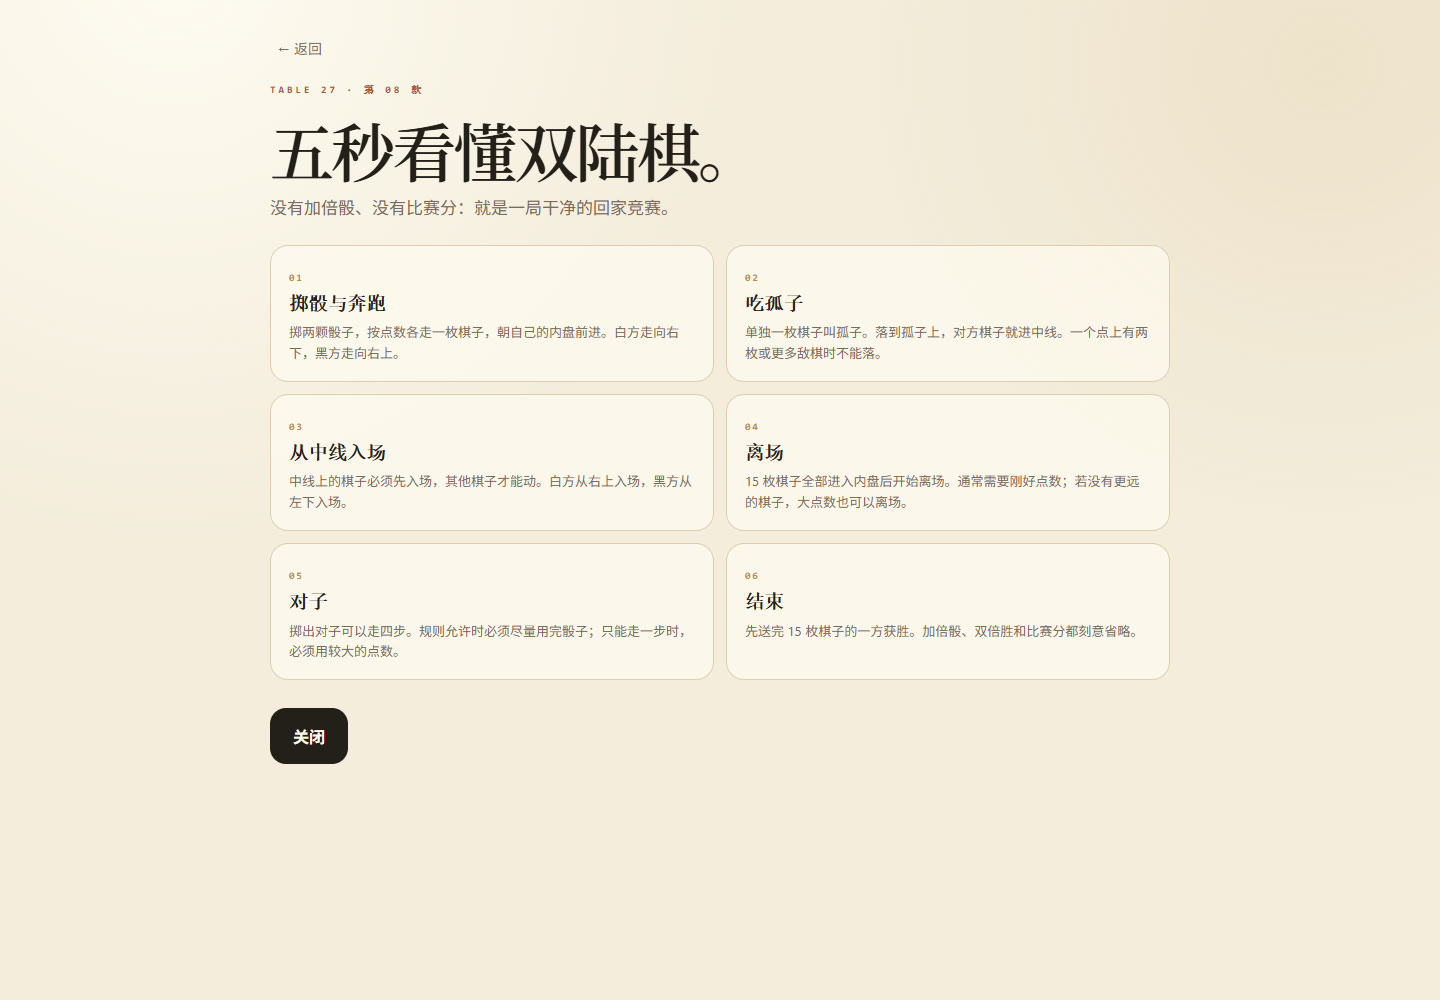 ← 返回
TABLE 27 · 第 08 款
五秒看懂双陆棋。
没有加倍骰、没有比赛分：就是一局干净的回家竞赛。
01
掷骰与奔跑
掷两颗骰子，按点数各走一枚棋子，朝自己的内盘前进。白方走向右
下，黑方走向右上。
02
吃孤子
单独一枚棋子叫孤子。落到孤子上，对方棋子就进中线。一个点上有两
枚或更多敌棋时不能落。
03
从中线入场
中线上的棋子必须先入场，其他棋子才能动。白方从右上入场，黑方从
左下入场。
04
离场
15 枚棋子全部进入内盘后开始离场。通常需要刚好点数；若没有更远
的棋子，大点数也可以离场。
05
对子
掷出对子可以走四步。规则允许时必须尽量用完骰子；只能走一步时，
必须用较大的点数。
06
结束
先送完 15 枚棋子的一方获胜。加倍骰、双倍胜和比赛分都刻意省略。
关闭